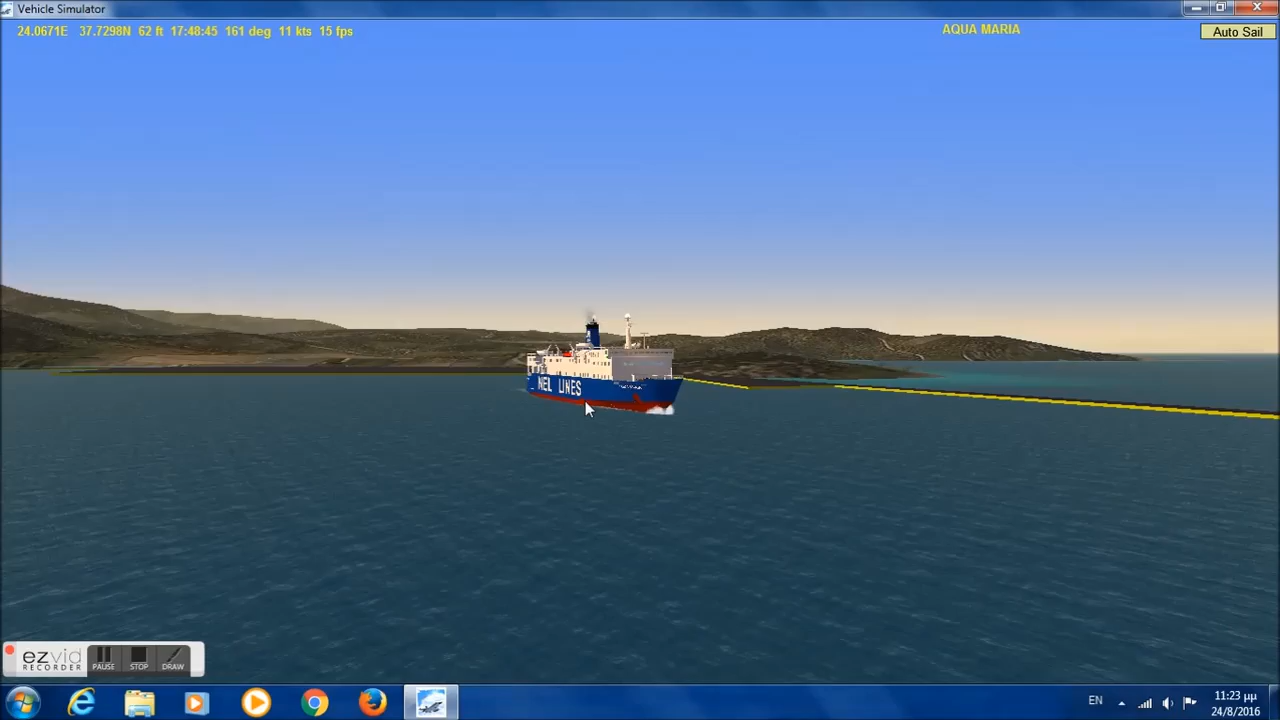 Vehicle Simulator
24.0671E 37.7298N 62 ft 17:48:45 161 deg 11 kts 15 fps
AQUA MARIA
Auto Sail
NEL LINES
ezvid
RECORDER
PAUSE
STOP
DRAW
EN
11:23 μμ
24/8/2016